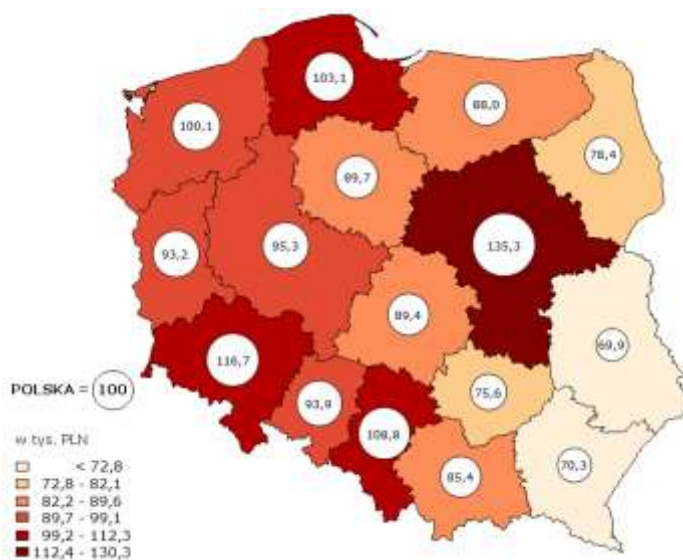 103,1
88,0
100,1
78,4
89,7
135,3
95,3
93,2
89,4
69,9
116,7
75,6
POLSKA = 100
93,9
108,8
85,4
70,3
w tys. PLN
< 72,8
72,8 - 82,1
82,2 - 89,6
89,7 - 99,1
99,2 - 112,3
112,4 - 130,3